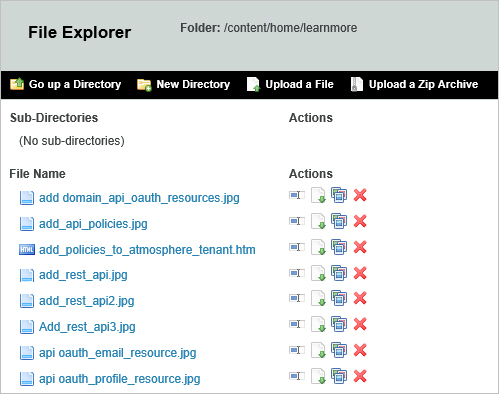 File Explorer
Folder: /content/home/learnmore
Go up a Directory New Directory Upload a File Upload a Zip Archive
Sub-Directories Actions
(No sub-directories)
File Name Actions
add domain_api_oauth_resources.jpg
add_api_policies.jpg
HTML add_policies_to_atmosphere_tenant.htm
add_rest_api.jpg
add_rest_api2.jpg
Add_rest_api3.jpg
api oauth_email_resource.jpg
api oauth_profile_resource.jpg